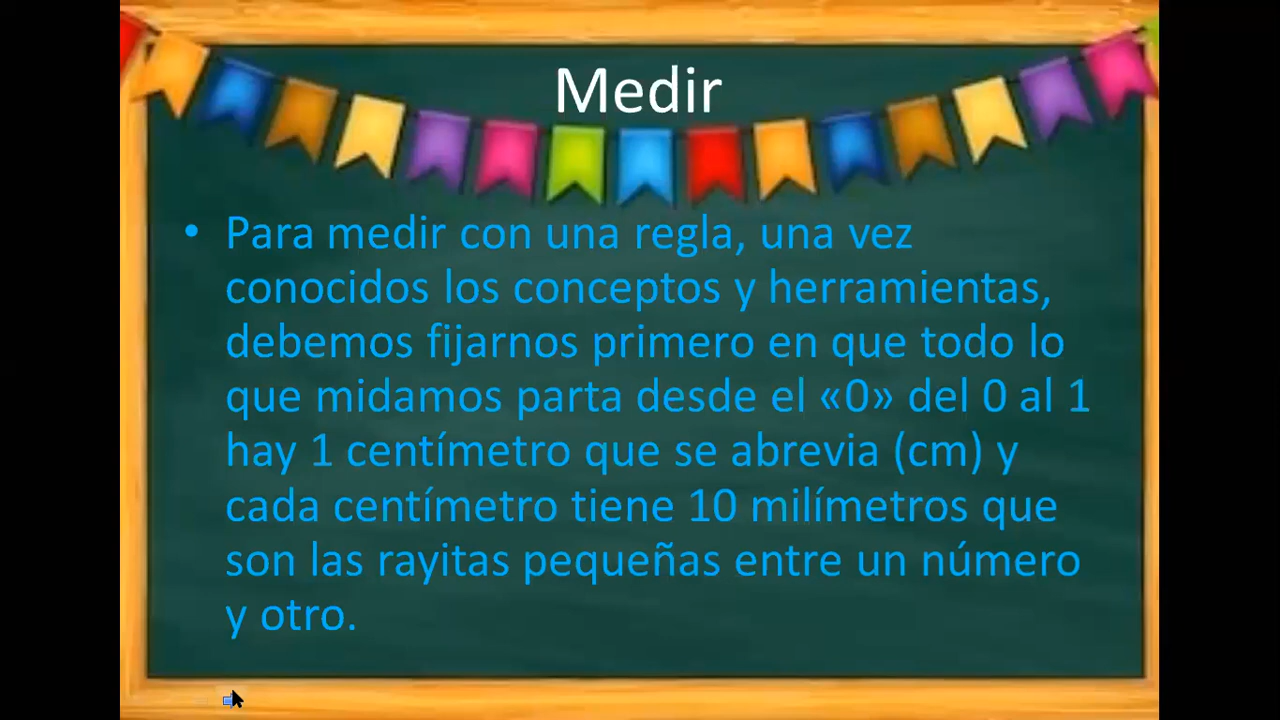 Medir
• Para medir con una regla, una vez
conocidos los conceptos y herramientas,
debemos fijarnos primero en que todo lo
que midamos parta desde el «0» del 0 al 1
hay 1 centímetro que se abrevia (cm) y
cada centímetro tiene 10 milímetros que
son las rayitas pequeñas entre un número
y otro.